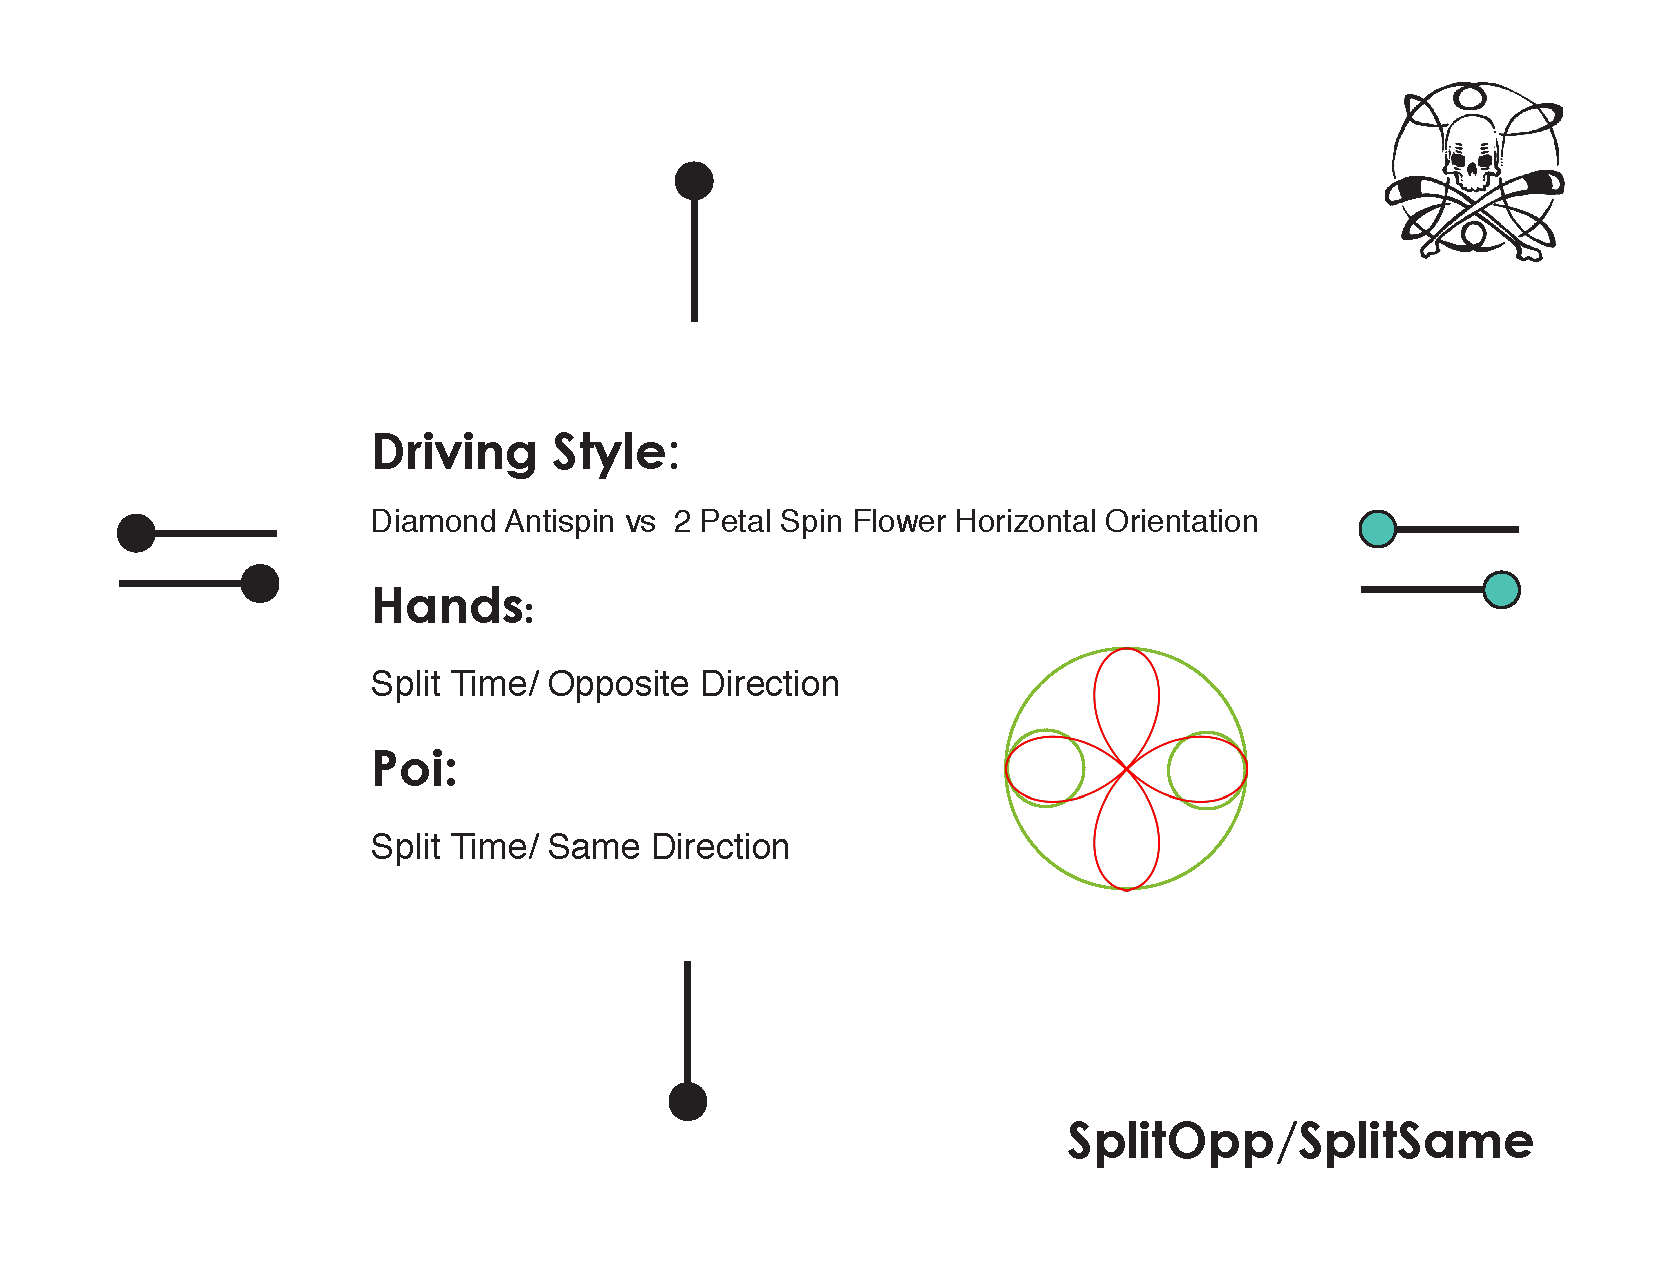 Driving Style:
Diamond Antispin vs  2 Petal Spin Flower Horizontal Orientation
Hands:
Split Time/ Opposite Direction
Poi:
Split Time/ Same Direction
SplitOpp/SplitSame